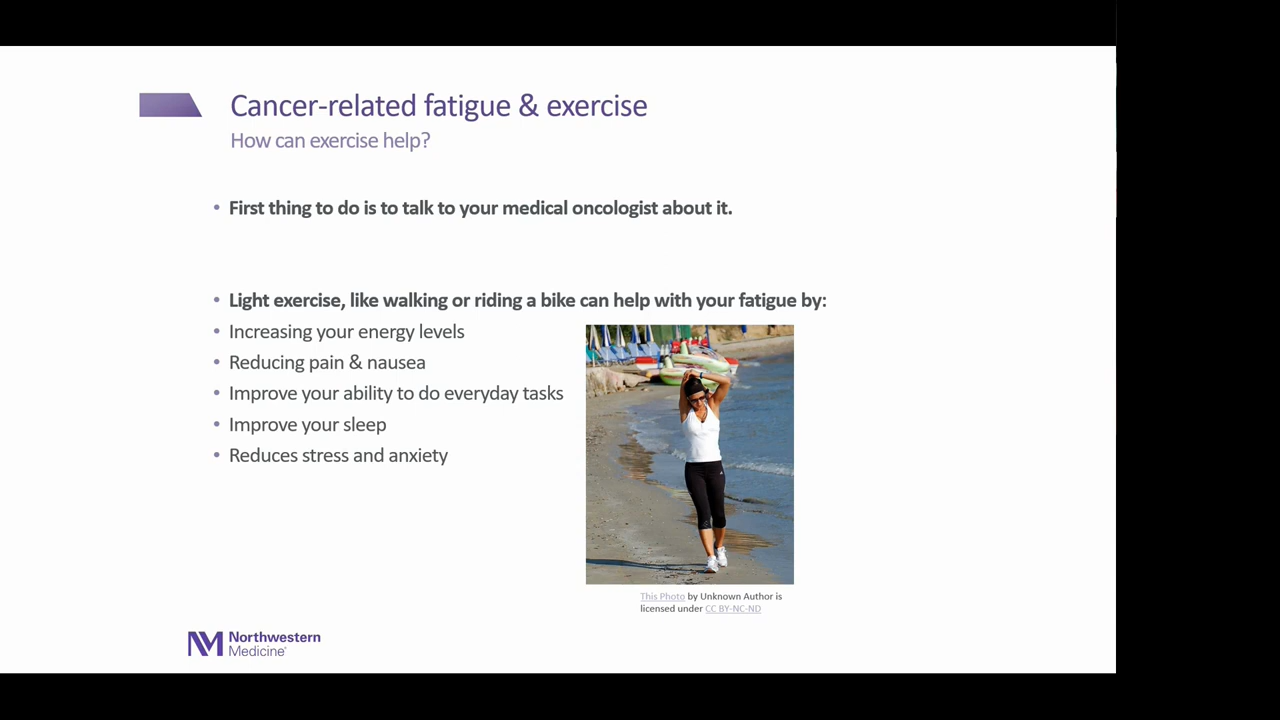 Cancer-related fatigue & exercise
How can exercise help?
• First thing to do is to talk to your medical oncologist about it.
• Light exercise, like walking or riding a bike can help with your fatigue by:
• Increasing your energy levels
• Reducing pain & nausea
• Improve your ability to do everyday tasks
• Improve your sleep
• Reduces stress and anxiety
This Photo by Unknown Author is
licensed under CC BY-NC-ND
NM Northwestern
Medicine®